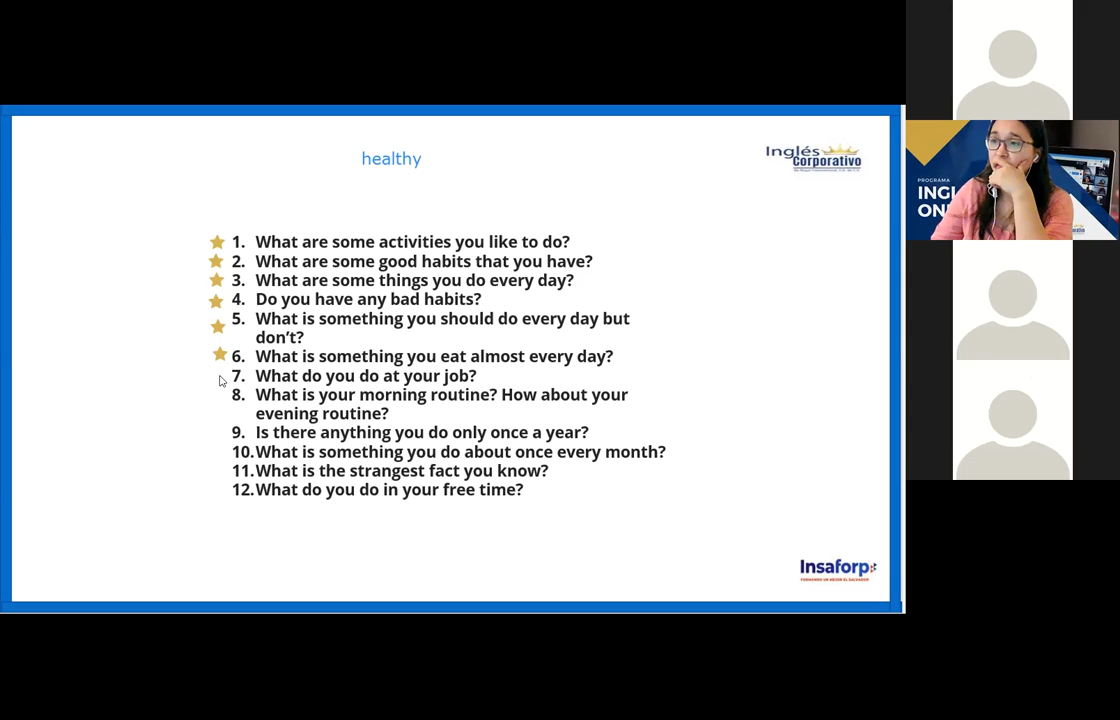 healthy
Inglés
Corporativo
1. What are some activities you like to do?
2. What are some good habits that you have?
3. What are some things you do every day?
4. Do you have any bad habits?
5. What is something you should do every day but
don't?
6. What is something you eat almost every day?
7. What do you do at your job?
8. What is your morning routine? How about your
evening routine?
9. Is there anything you do only once a year?
10. What is something you do about once every month?
11. What is the strangest fact you know?
12. What do you do in your free time?
Insaforp
FORMANDO UN MEJOR EL SALVADOR
PROGRAMA
INGL
ONL